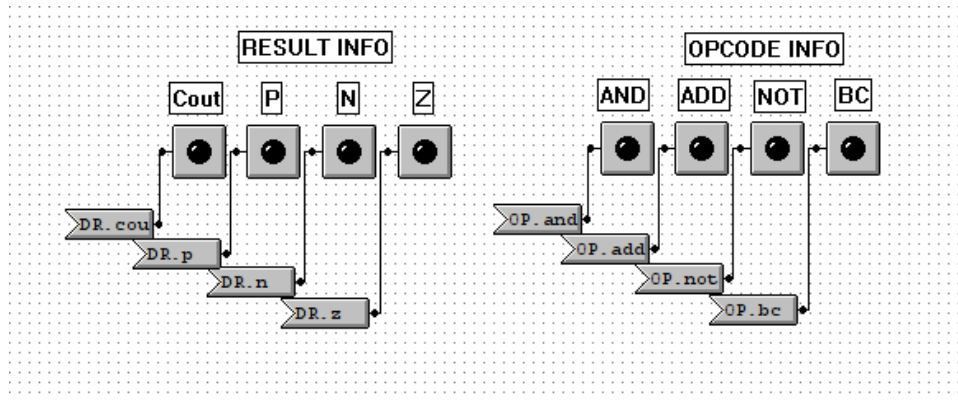 RESULT INFO
Cout P N Z
DR.cou
DR.p
DR.n
DR.z
OPCODE INFO
AND ADD NOT BC
OP.and
OP.add
OP.not
OP.bc